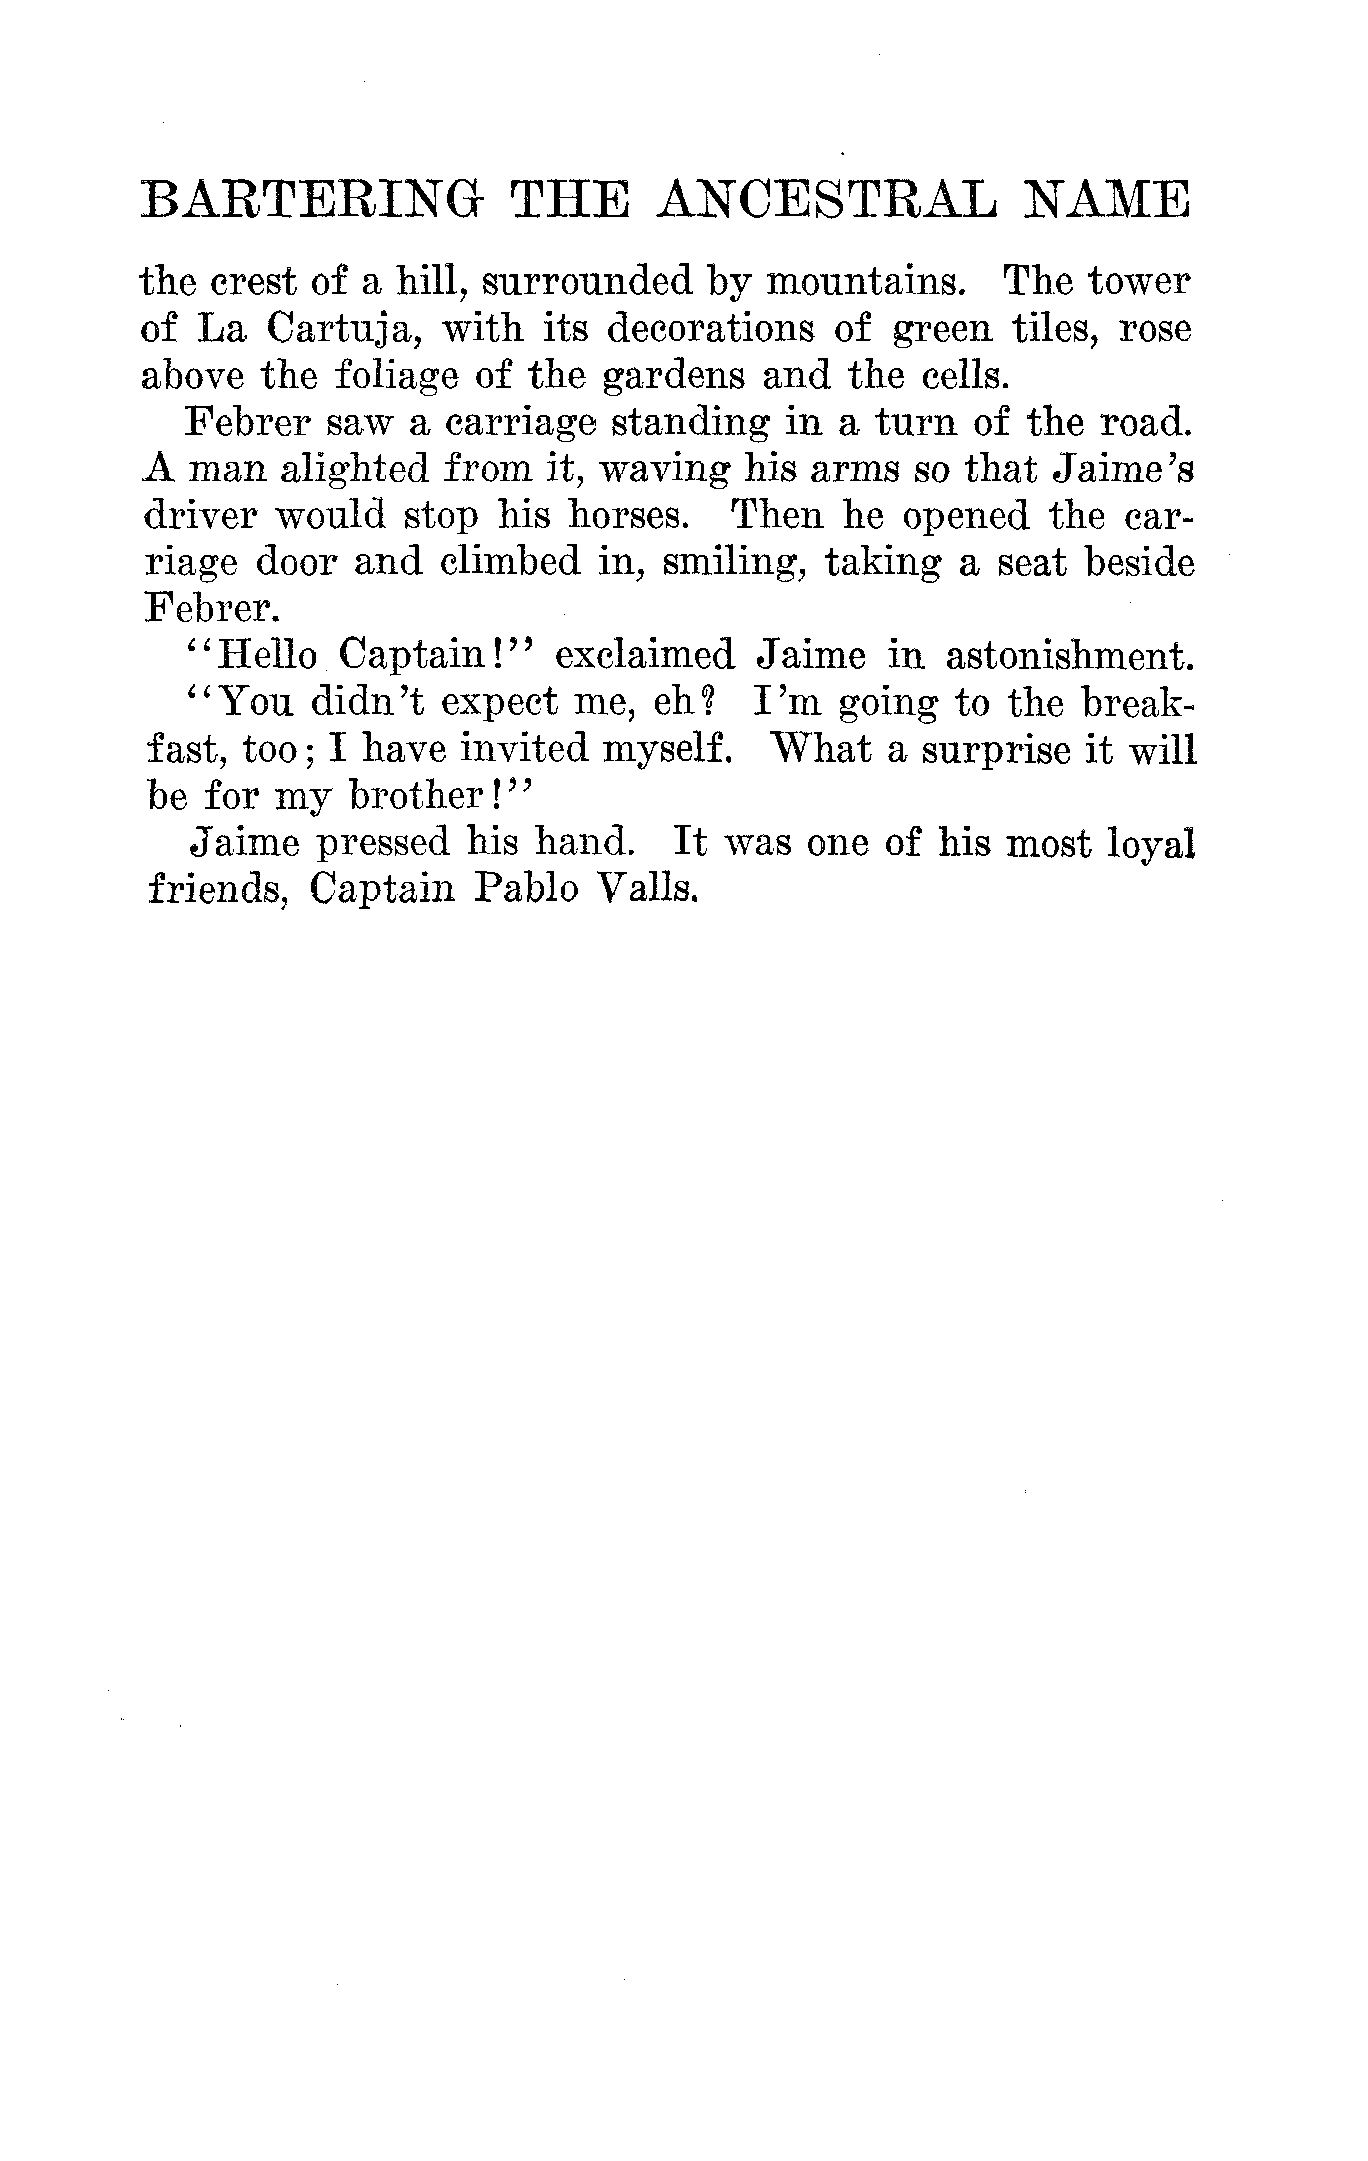 BARTERING THE ANCESTRAL NAME
the crest of a hill, surrounded by mountains. The tower
of La Cartuja, with its decorations of green tiles, rose
above the foliage of the gardens and the cells.
Febrer saw a carriage standing in a turn of the road.
A man alighted from it, waving his arms so that Jaime's
driver would stop his horses. Then he opened the car-
riage door and climbed in, smiling, taking a seat beside
Febrer.
"Hello Captain!" exclaimed Jaime in astonishment.
"You didn't expect me, eh? I'm going to the break-
fast, too; I have invited myself. What a surprise it will
be for my brother!"
Jaime pressed his hand. It was one of his most loyal
friends, Captain Pablo Valls.